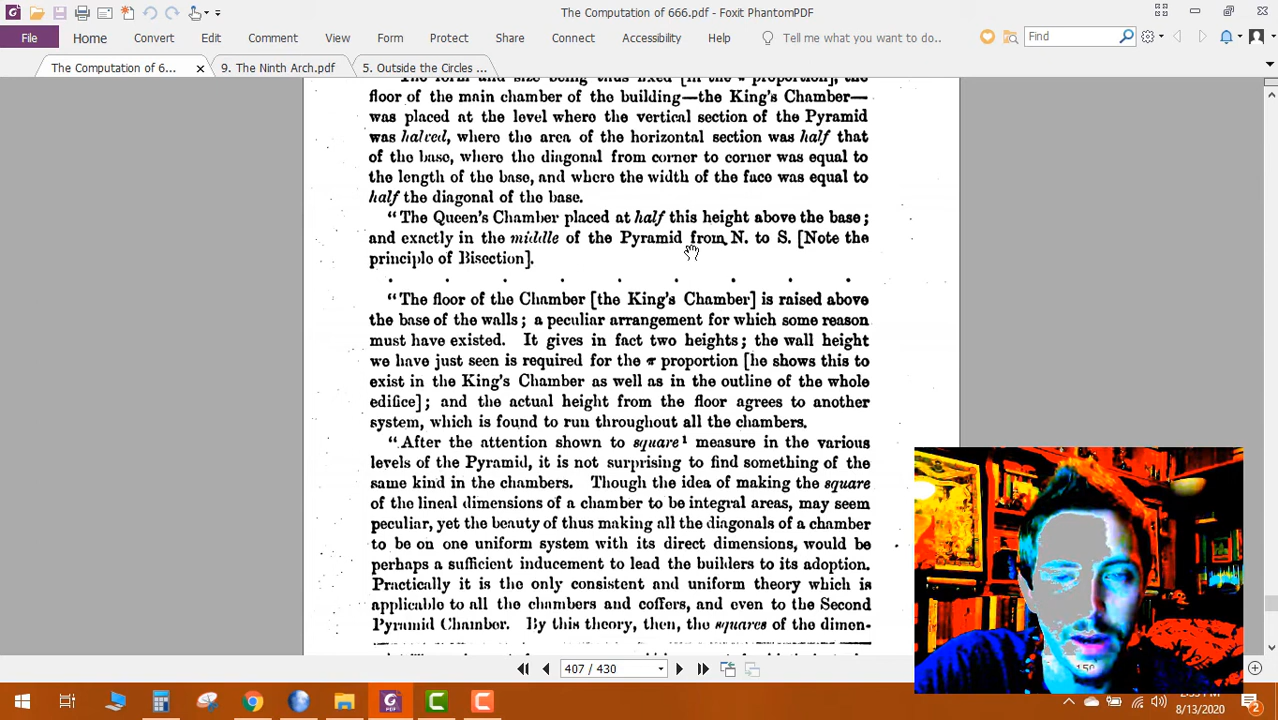 The Computation of 666.pdf - Foxit PhantomPDF
File Home Convert Edit Comment View Form Protect Share Connect Accessibility Help Tell me what you want to do.. Find
The Computation of 6... 9. The Ninth Arch.pdf 5. Outside the Circles ...
The form and size being thus fixed [in the π proportion], the
floor of the main chamber of the building—the King's Chamber—
was placed at the level where the vertical section of the Pyramid
was halved, where the area of the horizontal section was half that
of the base, where the diagonal from corner to corner was equal to
the length of the base, and where the width of the face was equal to
half the diagonal of the base.
“The Queen's Chamber placed at half this height above the base;
and exactly in the middle of the Pyramid from N. to S. [Note the
principle of Bisection].
“The floor of the Chamber [the King's Chamber] is raised above
the base of the walls; a peculiar arrangement for which some reason
must have existed. It gives in fact two heights; the wall height
we have just seen is required for the π proportion [he shows this to
exist in the King's Chamber as well as in the outline of the whole
edifice]; and the actual height from the floor agrees to another
system, which is found to run throughout all the chambers.
“After the attention shown to square¹ measure in the various
levels of the Pyramid, it is not surprising to find something of the
same kind in the chambers. Though the idea of making the square
of the lineal dimensions of a chamber to be integral areas, may seem
peculiar, yet the beauty of thus making all the diagonals of a chamber
to be on one uniform system with its direct dimensions, would be
perhaps a sufficient inducement to lead the builders to its adoption.
Practically it is the only consistent and uniform theory which is
applicable to all the chambers and coffers, and even to the Second
Pyramid Chamber. By this theory, then, the squares of the dimen-
407 / 430
150
8/13/2020
2